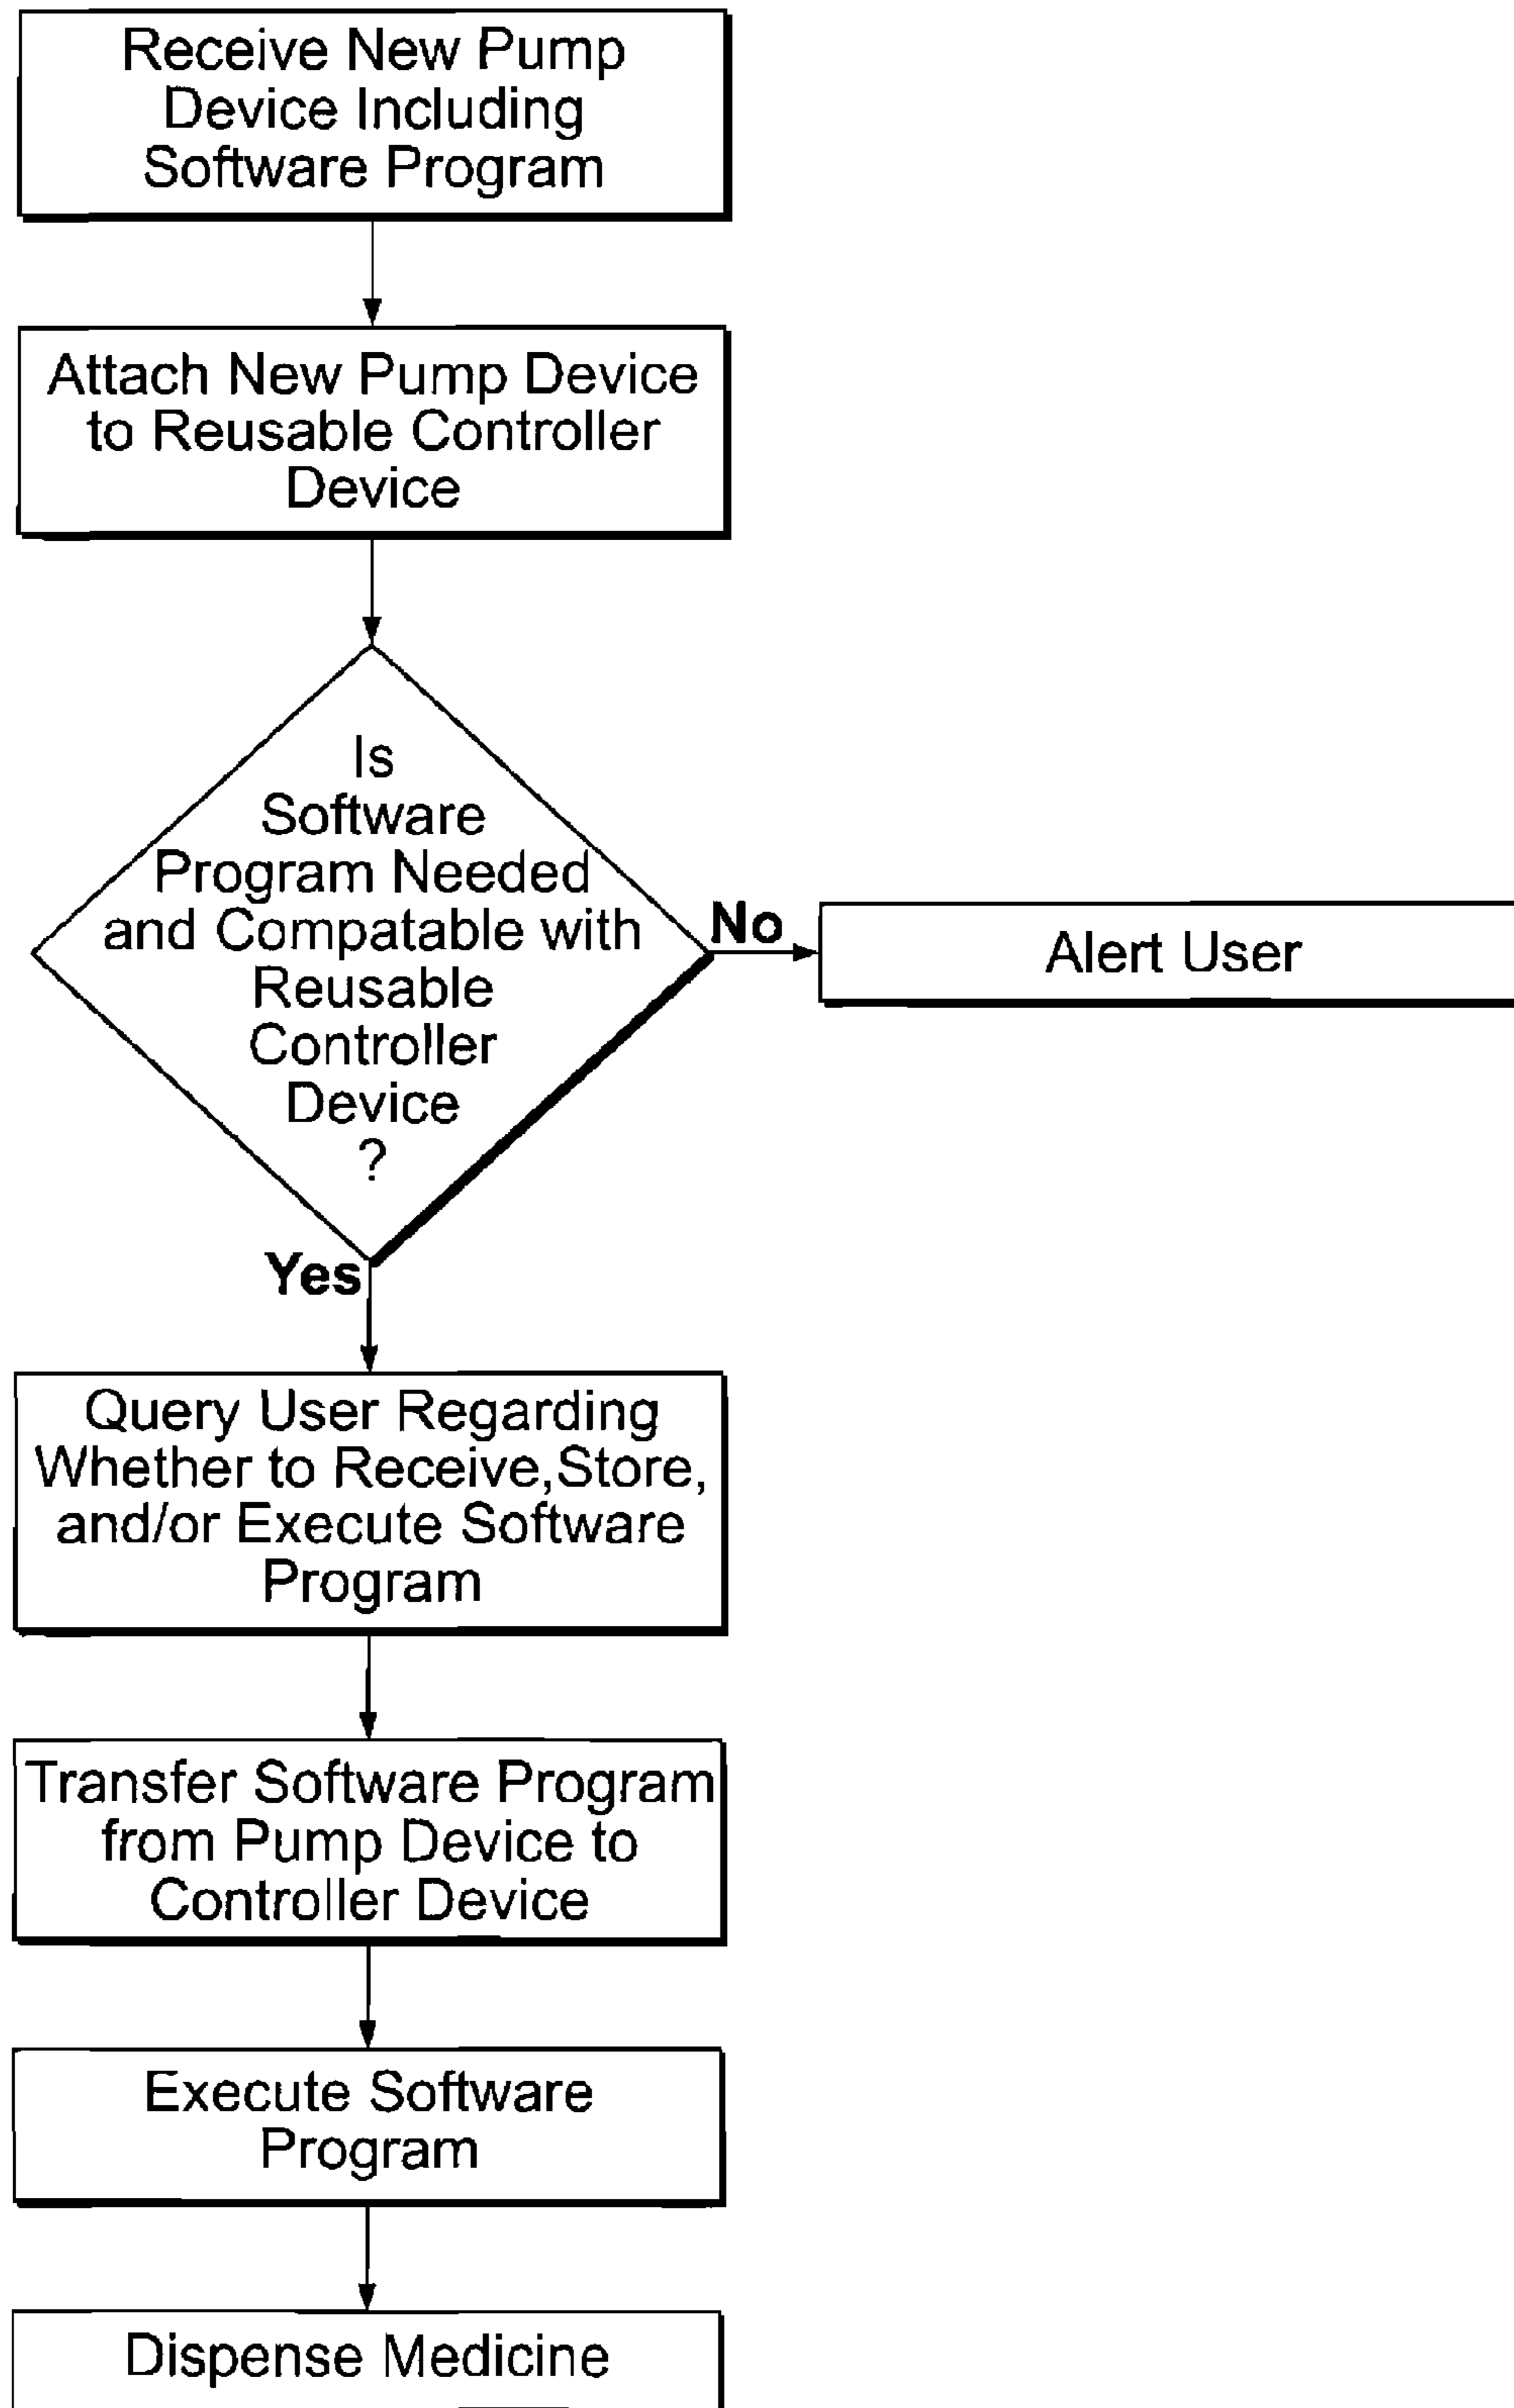 Receive New Pump
Device Including
Software Program
Attach New Pump Device
to Reusable Controller
Device
Is
Software
Program Needed
and Compatable with
Reusable
Controller
Device
?
No
Alert User
Yes
Query User Regarding
Whether to Receive,Store,
and/or Execute Software
Program
Transfer Software Program
from Pump Device to
Controller Device
Execute Software
Program
Dispense Medicine